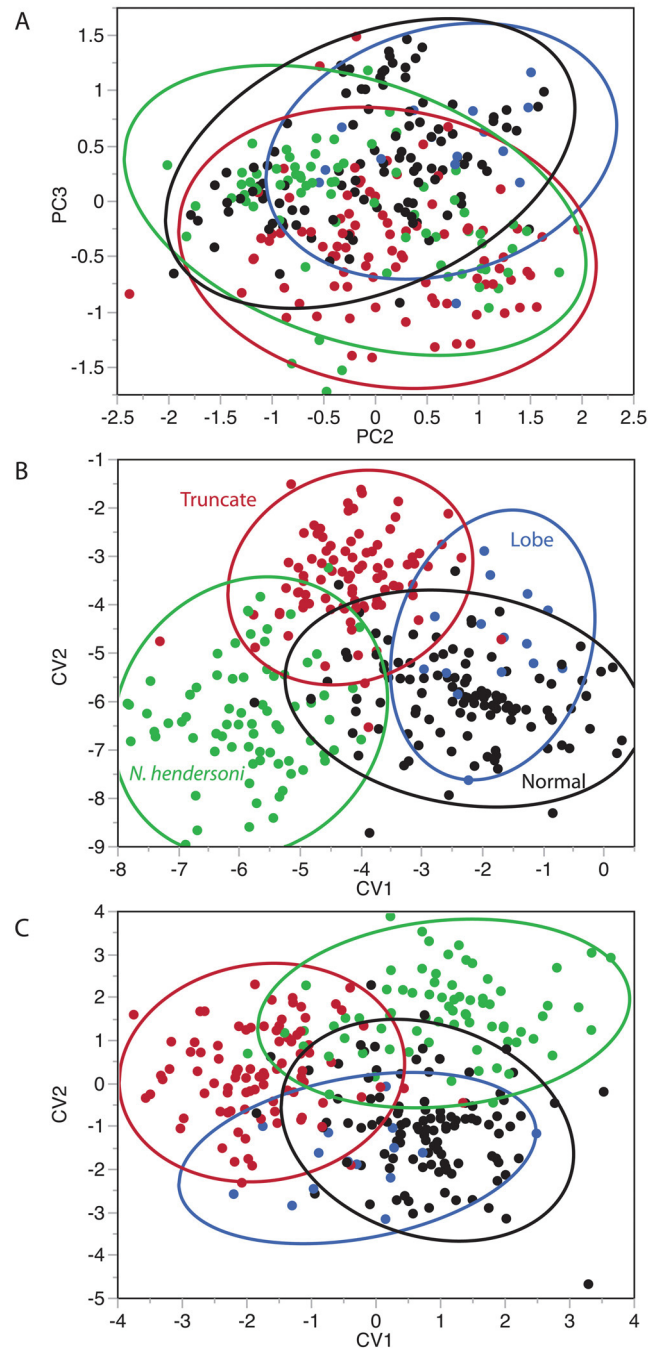 A
1.5
1
0.5
0
-0.5
-1
-1.5
PC3
-2.5 -2 -1.5 -1 -0.5 0 0.5 1 1.5 2 2.5
PC2
B
-1
-2
-3
-4
-5
-6
-7
-8
-9
CV2
Truncate
Lobe
N. hendersoni
Normal
-8 -7 -6 -5 -4 -3 -2 -1 0
CV1
C
4
3
2
1
0
-1
-2
-3
-4
-5
CV2
-4 -3 -2 -1 0 1 2 3 4
CV1